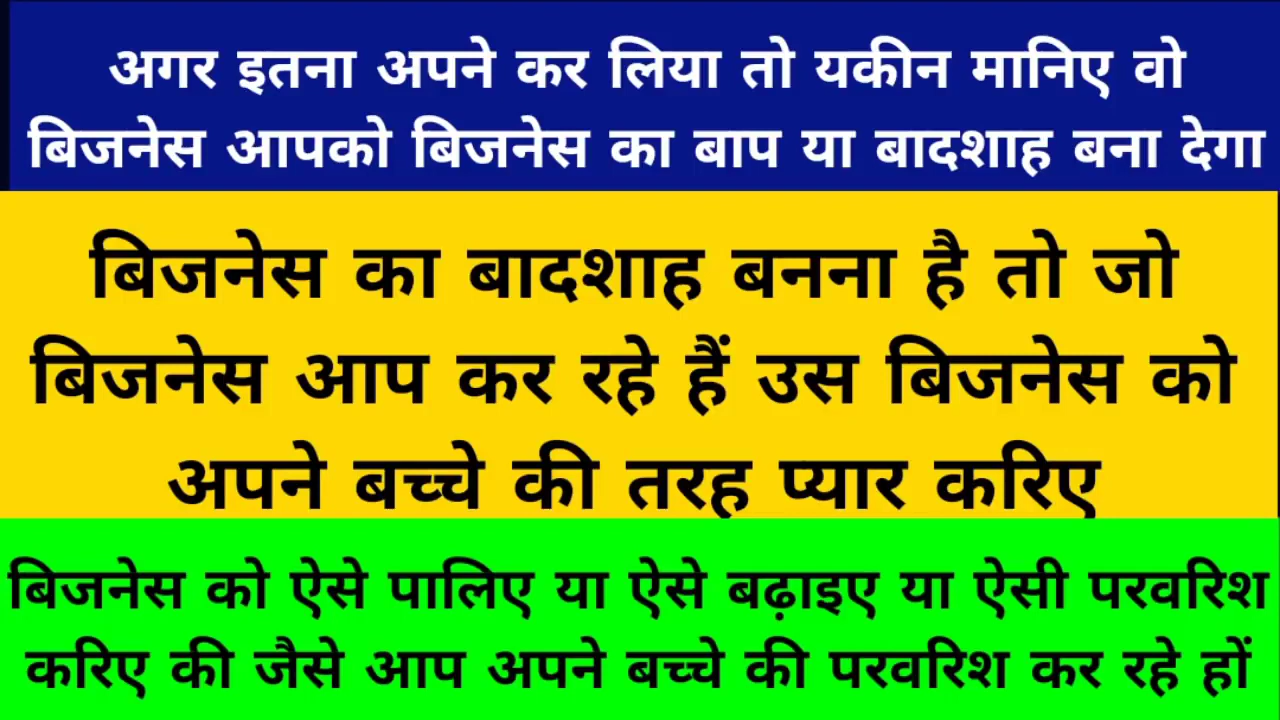 अगर इतना अपने कर लिया तो यकीन मानिए वो
बिजनेस आपको बिजनेस का बाप या बादशाह बना देगा
बिजनेस का बादशाह बनना है तो जो
बिजनेस आप कर रहे हैं उस बिजनेस को
अपने बच्चे की तरह प्यार करिए
बिजनेस को ऐसे पालिए या ऐसे बढ़ाइए या ऐसी परवरिश
करिए की जैसे आप अपने बच्चे की परवरिश कर रहे हों